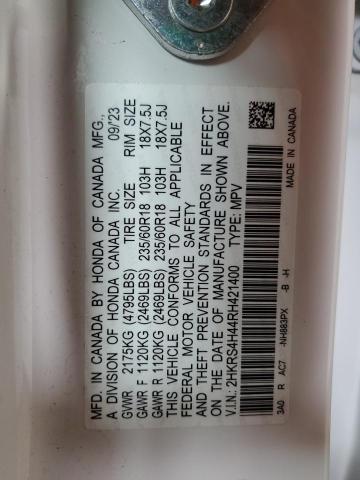 MFD. IN CANADA BY HONDA OF CANADA MFG.,
A DIVISION OF HONDA CANADA INC. 09/23
GVWR 2175KG (4795LBS) TIRE SIZE RIM SIZE
GAWR F 1120KG (2469LBS) 235/60R18 103H 18X7.5J
GAWR R 1120KG (2469LBS) 235/60R18 103H 18X7.5J
THIS VEHICLE CONFORMS TO ALL APPLICABLE
FEDERAL MOTOR VEHICLE SAFETY
AND THEFT PREVENTION STANDARDS IN EFFECT
ON THE DATE OF MANUFACTURE SHOWN ABOVE.
V.I.N.: 2HKRS4H44RH421400 TYPE: MPV
3A0 R AC7 -NH883PX -B -H MADE IN CANADA